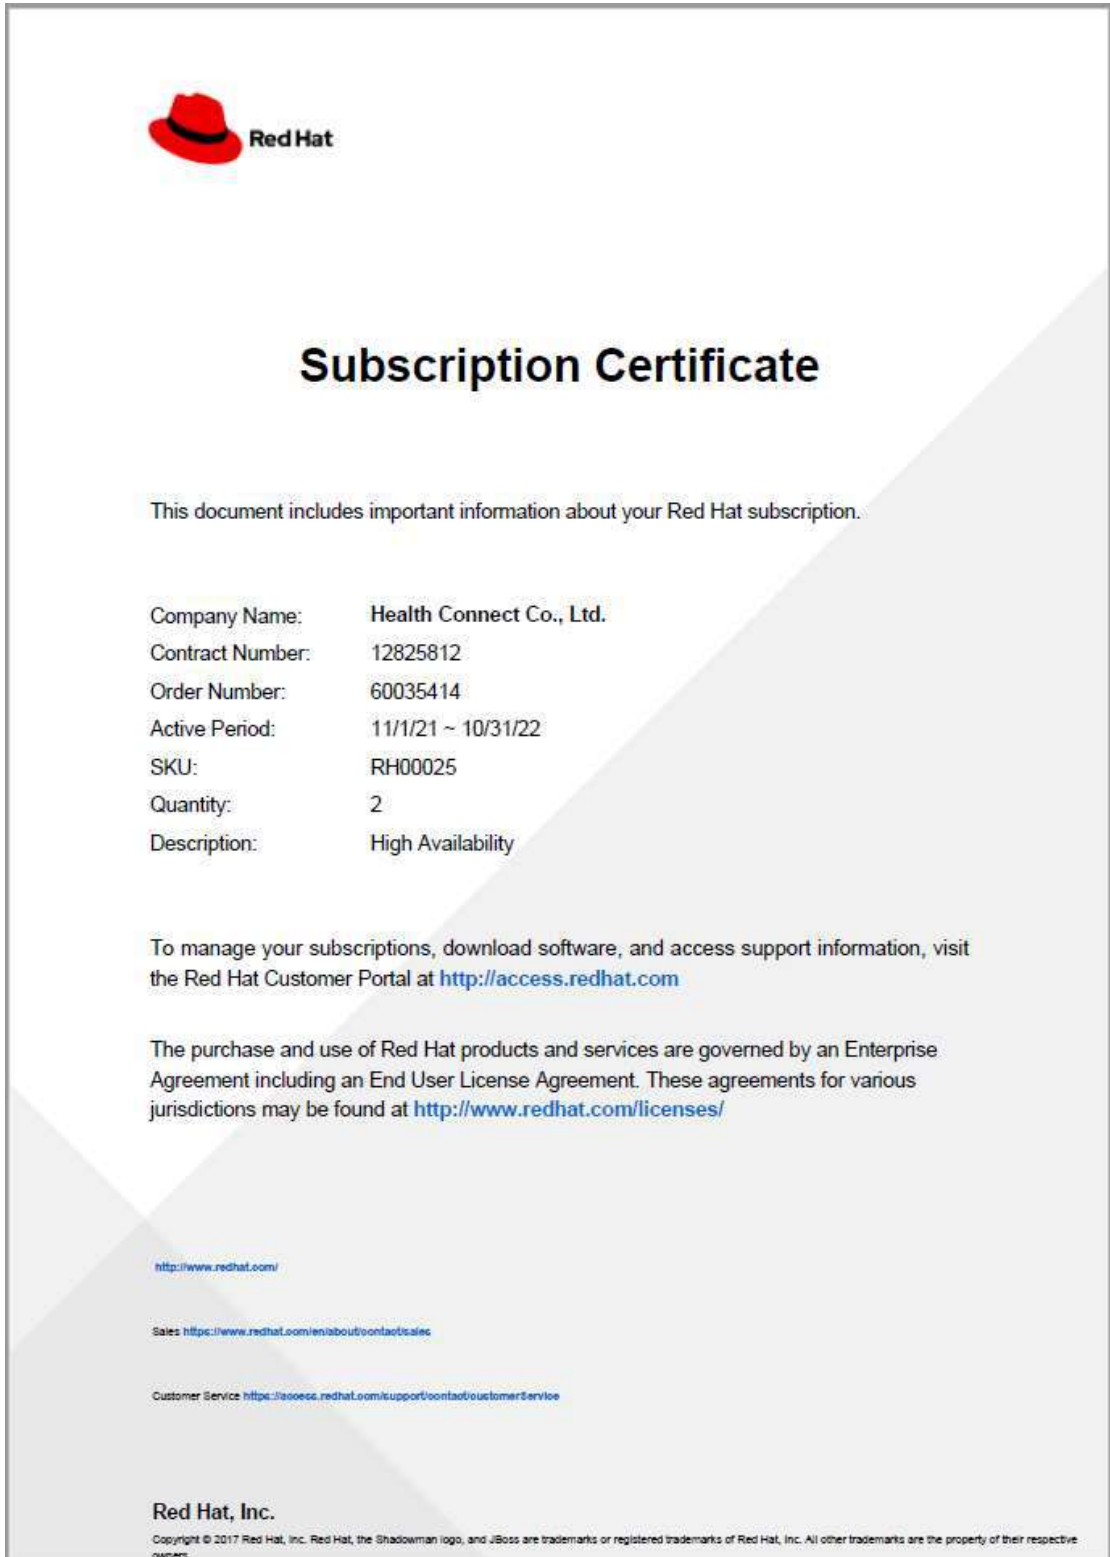 Red Hat
Subscription Certificate
This document includes important information about your Red Hat subscription.
Company Name: Health Connect Co., Ltd.
Contract Number: 12825812
Order Number: 60035414
Active Period: 11/1/21 ~ 10/31/22
SKU: RH00025
Quantity: 2
Description: High Availability
To manage your subscriptions, download software, and access support information, visit
the Red Hat Customer Portal at http://access.redhat.com
The purchase and use of Red Hat products and services are governed by an Enterprise
Agreement including an End User License Agreement. These agreements for various
jurisdictions may be found at http://www.redhat.com/licenses/
http://www.redhat.com/
Sales https://www.redhat.com/en/about/contact/sales
Customer Service https://access.redhat.com/support/contact/customerService
Red Hat, Inc.
Copyright © 2017 Red Hat, Inc. Red Hat, the Shadowman logo, and JBoss are trademarks or registered trademarks of Red Hat, Inc. All other trademarks are the property of their respective
owners.